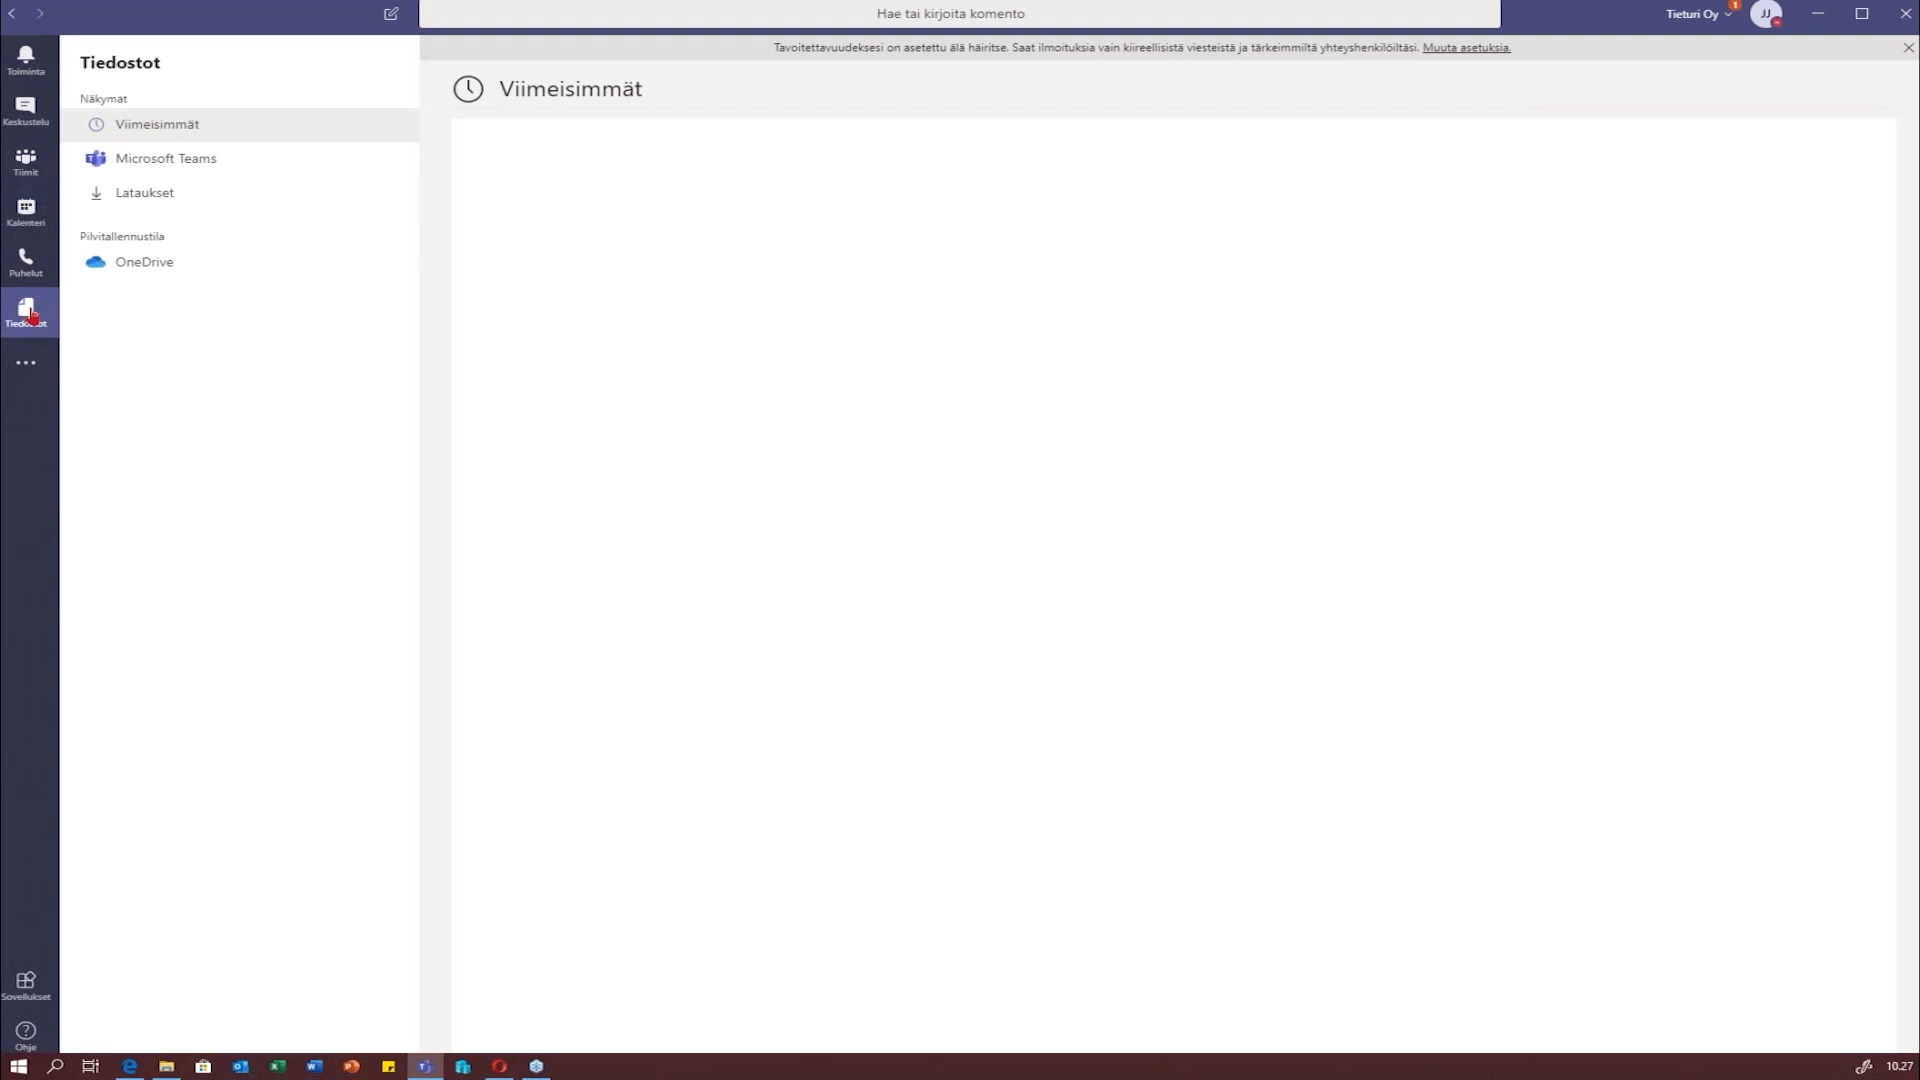 Hae tai kirjoita komento
Tieturi Oy
1
JJ
Tavoitettavuudeksesi on asetettu älä häiritse. Saat ilmoituksia vain kiireellisistä viesteistä ja tärkeimmiltä yhteyshenkilöiltäsi. Muuta asetuksia.
Toiminta
Keskustelu
Tiimit
Kalenteri
Puhelut
Tiedostot
Sovellukset
Ohje
Tiedostot
Näkymat
Viimeisimmät
Microsoft Teams
Lataukset
Pilvitallennustila
OneDrive
Viimeisimmät
10.27